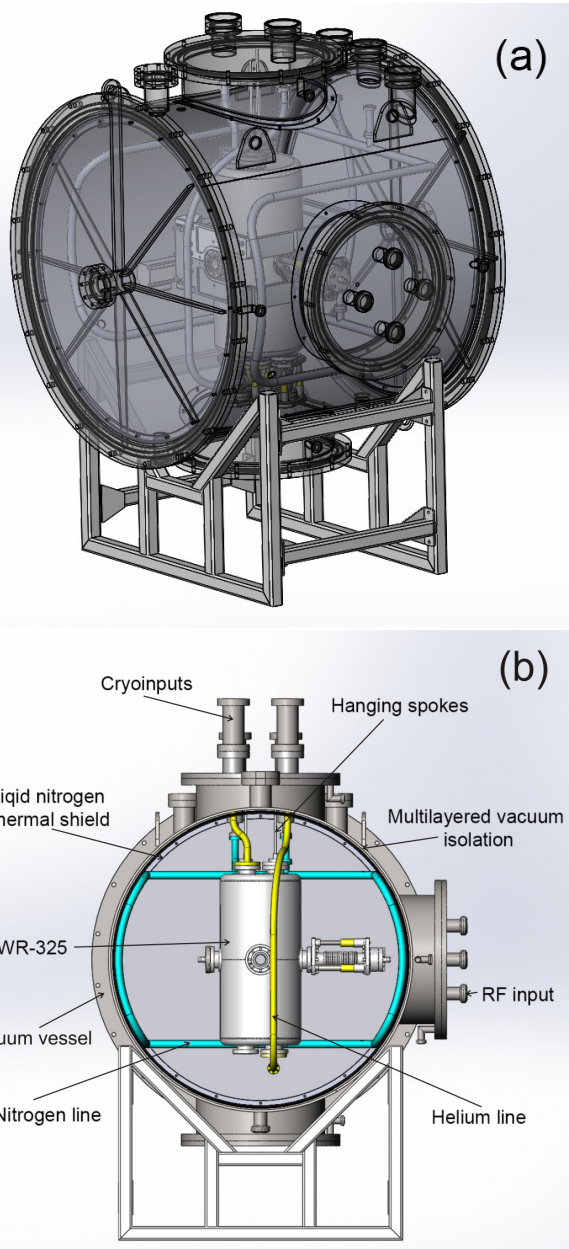 (a)
(b)
Cryoinputs
Hanging spokes
iqid nitrogen
hermal shield
Multilayered vacuum
isolation
WR-325
RF input
uum vessel
Nitrogen line
Helium line